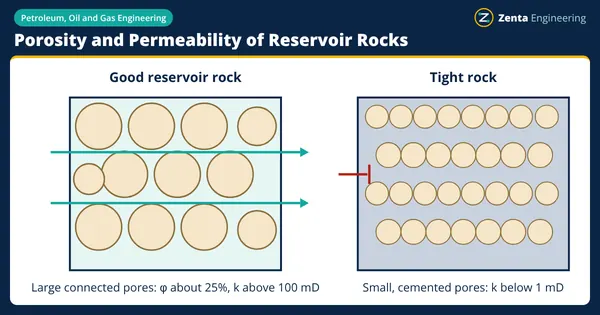 Petroleum, Oil and Gas Engineering
Zenta Engineering
Porosity and Permeability of Reservoir Rocks
Good reservoir rock
Tight rock
Large connected pores: φ about 25%, k above 100 mD
Small, cemented pores: k below 1 mD